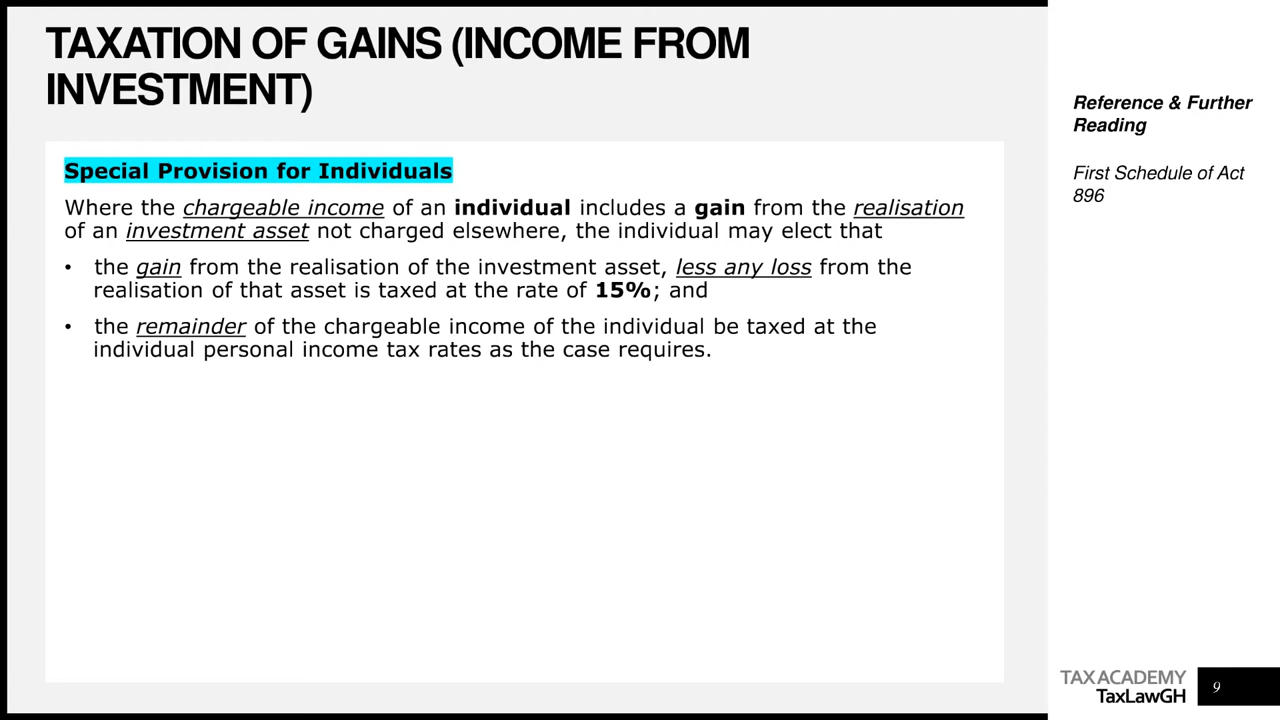 TAXATION OF GAINS (INCOME FROM
INVESTMENT)
Special Provision for Individuals
Where the chargeable income of an individual includes a gain from the realisation
of an investment asset not charged elsewhere, the individual may elect that
• the gain from the realisation of the investment asset, less any loss from the
realisation of that asset is taxed at the rate of 15%; and
• the remainder of the chargeable income of the individual be taxed at the
individual personal income tax rates as the case requires.
Reference & Further
Reading
First Schedule of Act
896
TAX ACADEMY
TaxLawGH
9